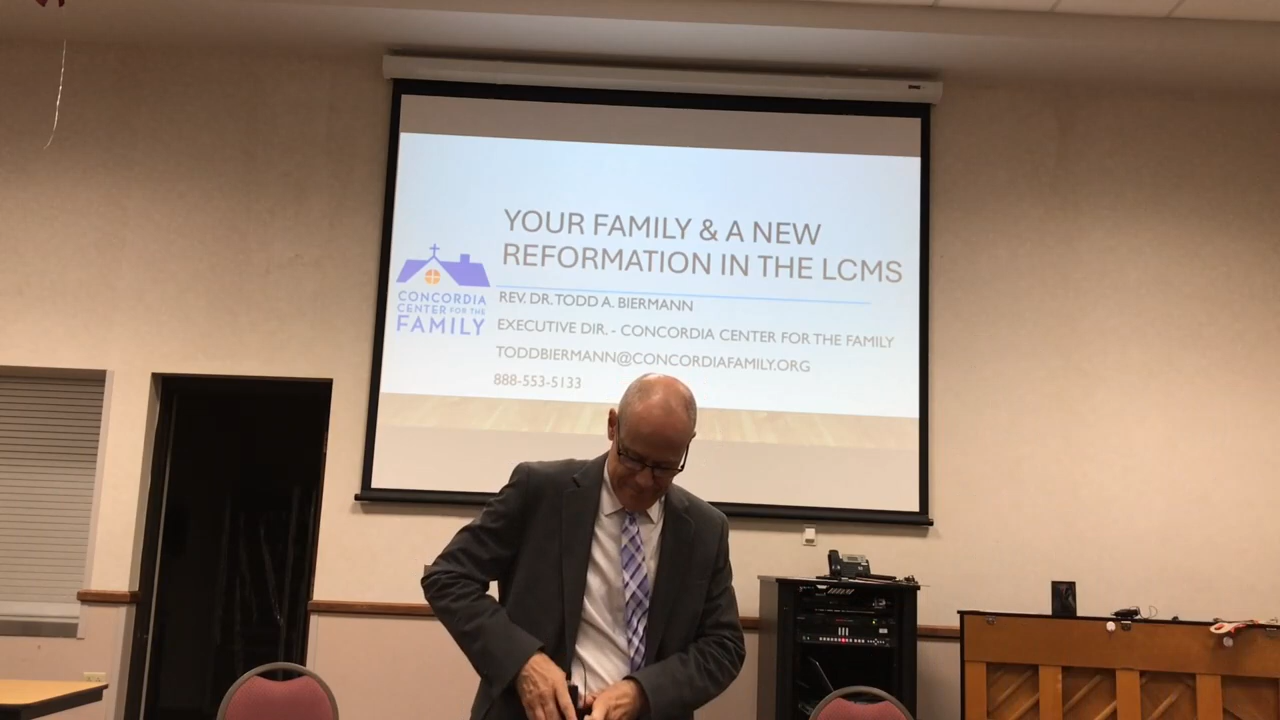 YOUR FAMILY & A NEW
REFORMATION IN THE LCMS
CONCORDIA
CENTER FOR THE
FAMILY
REV. DR. TODD A. BIERMANN
EXECUTIVE DIR. - CONCORDIA CENTER FOR THE FAMILY
TODDBIERMANN@CONCORDIAFAMILY.ORG
888-553-5133